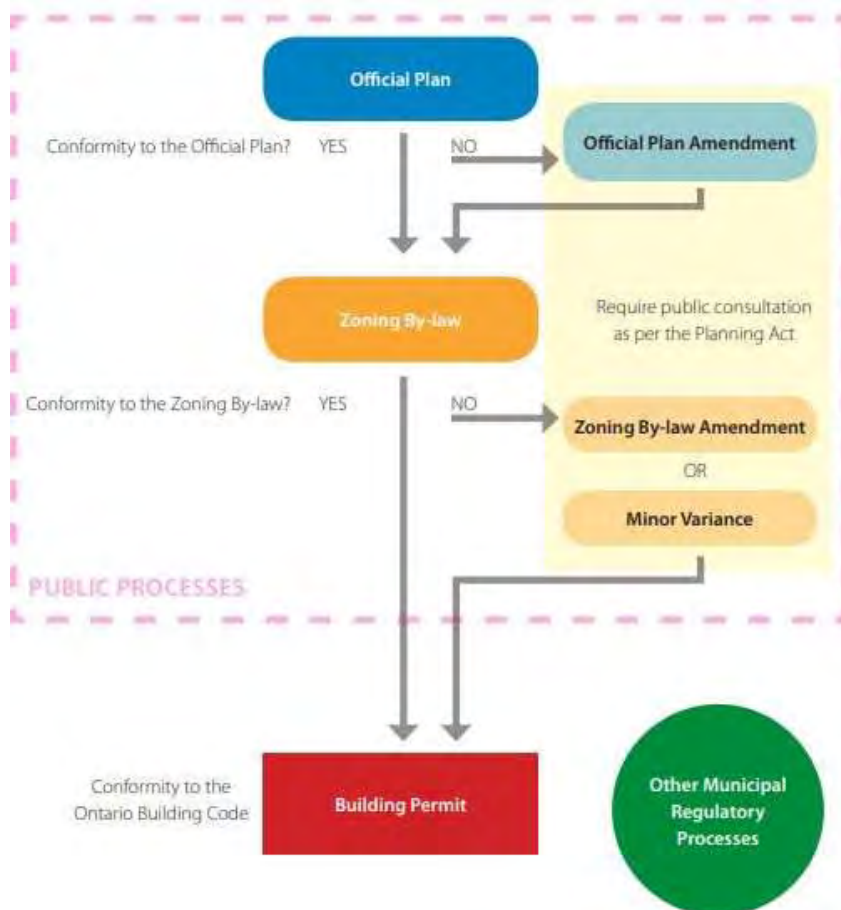 Official Plan
Conformity to the Official Plan? YES NO
Official Plan Amendment
Zoning By-law
Require public consultation
as per the Planning Act
Conformity to the Zoning By-law? YES NO
Zoning By-law Amendment
OR
Minor Variance
PUBLIC PROCESSES
Conformity to the
Ontario Building Code
Building Permit
Other Municipal
Regulatory
Processes